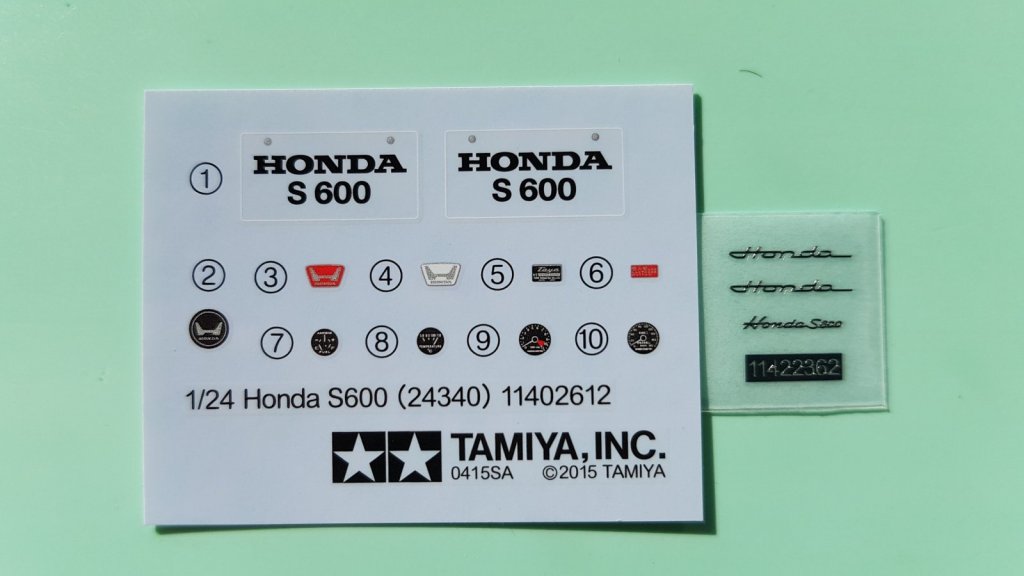 ①
HONDA
S 600
HONDA
S 600
② ③ ④ ⑤ ⑥
HONDA
⑦ ⑧ ⑨ ⑩
1/24 Honda S600 (24340) 11402612
TAMIYA, INC.
0415SA ©2015 TAMIYA
Honda
Honda
Honda S600
11422362